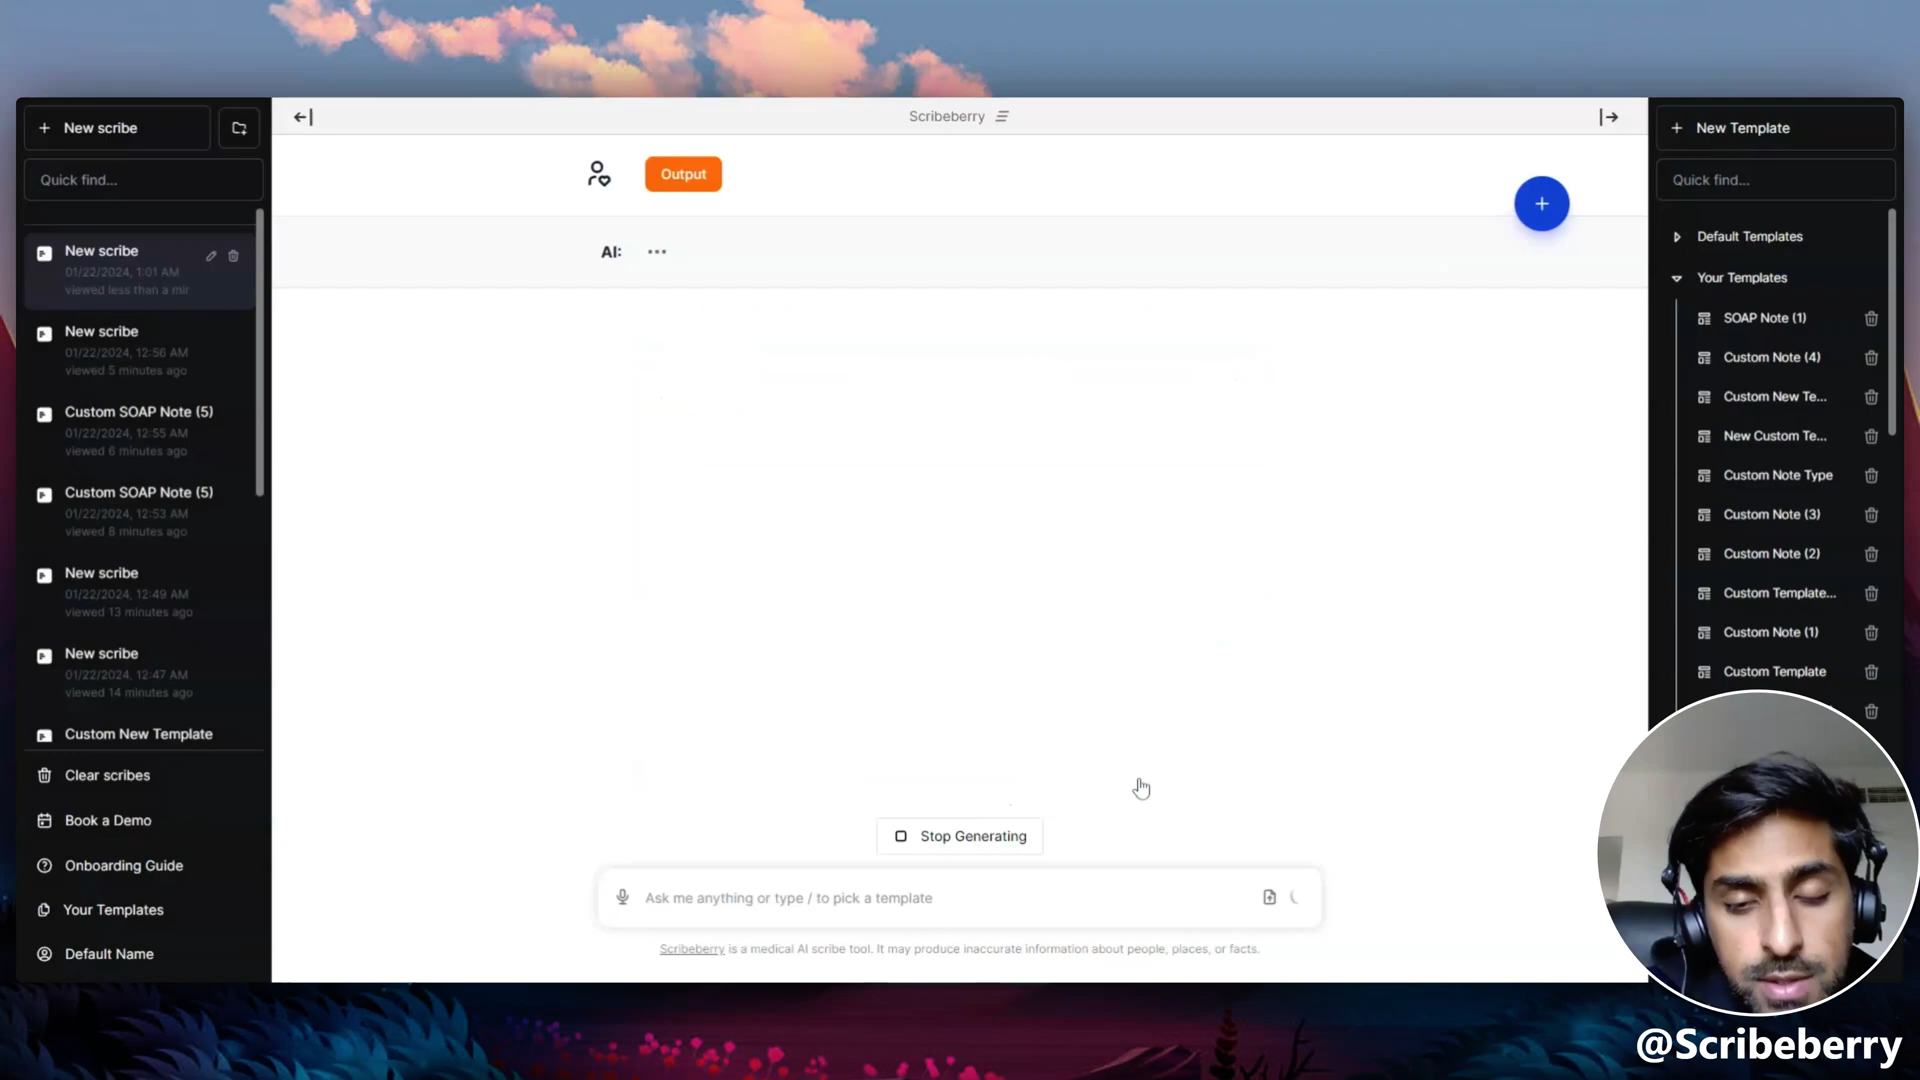 New scribe
Quick find...
New scribe
01/22/2024, 1:01 AM
viewed less than a mir
New scribe
01/22/2024, 12:56 AM
viewed 5 minutes ago
Custom SOAP Note (5)
01/22/2024, 12:55 AM
viewed 6 minutes ago
Custom SOAP Note (5)
01/22/2024, 12:53 AM
viewed 8 minutes ago
New scribe
01/22/2024, 12:49 AM
viewed 13 minutes ago
New scribe
01/22/2024, 12:47 AM
viewed 14 minutes ago
Custom New Template
Clear scribes
Book a Demo
Onboarding Guide
Your Templates
Default Name
Scribeberry
Output
AI:
Stop Generating
Ask me anything or type / to pick a template
Scribeberry is a medical AI scribe tool. It may produce inaccurate information about people, places, or facts.
New Template
Quick find...
Default Templates
Your Templates
SOAP Note (1)
Custom Note (4)
Custom New Te...
New Custom Te...
Custom Note Type
Custom Note (3)
Custom Note (2)
Custom Template...
Custom Note (1)
Custom Template
@Scribeberry